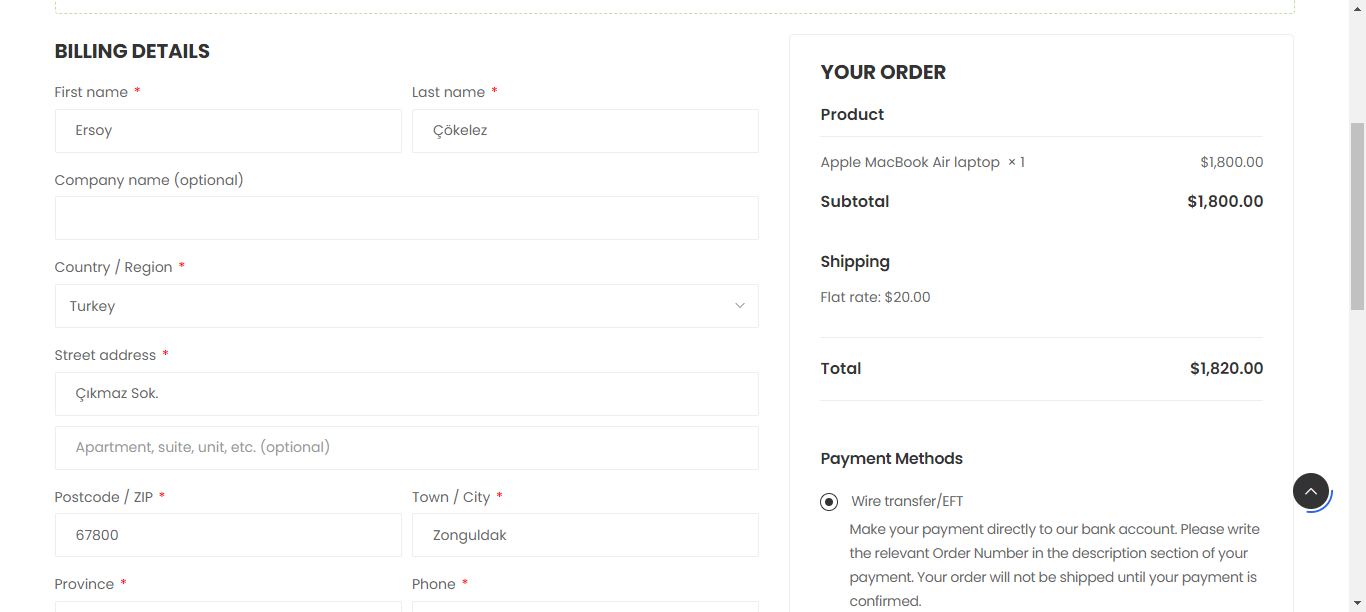 BILLING DETAILS
First name *
Last name *
Ersoy
Çökelez
Company name (optional)
Country / Region *
Turkey
Street address *
Çıkmaz Sok.
Apartment, suite, unit, etc. (optional)
Postcode / ZIP *
Town / City *
67800
Zonguldak
Province *
Phone *
YOUR ORDER
Product
Apple MacBook Air laptop × 1
$1,800.00
Subtotal
$1,800.00
Shipping
Flat rate: $20.00
Total
$1,820.00
Payment Methods
Wire transfer/EFT
Make your payment directly to our bank account. Please write
the relevant Order Number in the description section of your
payment. Your order will not be shipped until your payment is
confirmed.